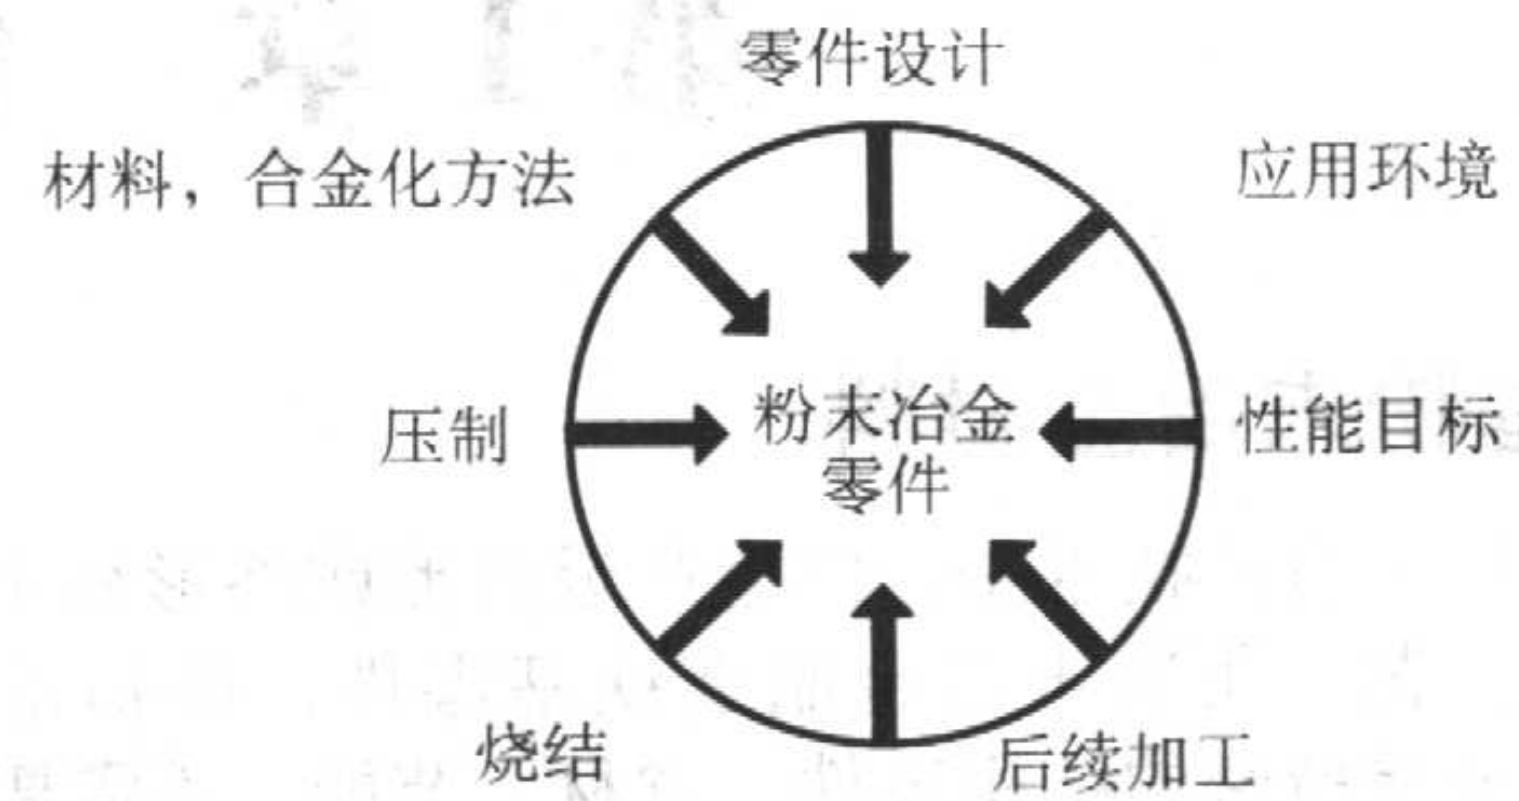 零件设计
材料，合金化方法
应用环境
压制
粉末冶金
零件
性能目标
烧结
后续加工